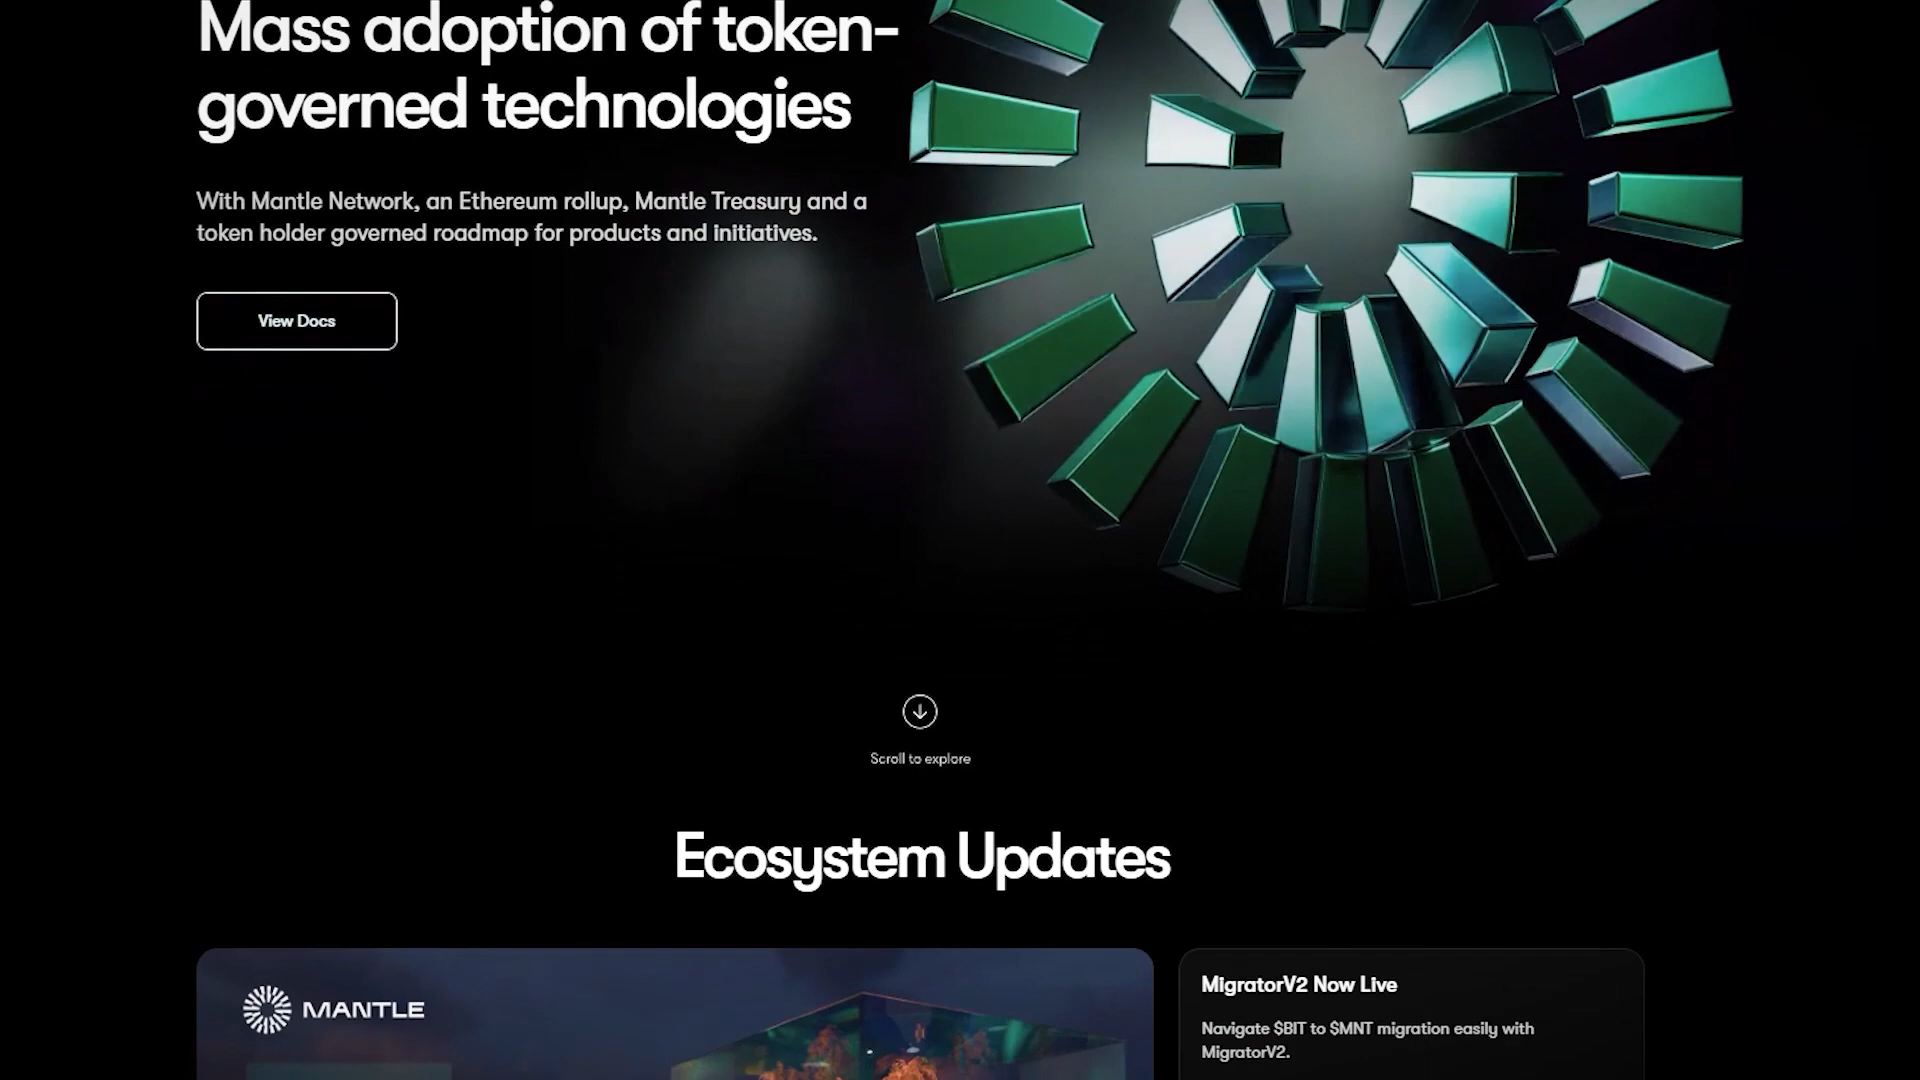 Mass adoption of token-
governed technologies
With Mantle Network, an Ethereum rollup, Mantle Treasury and a
token holder governed roadmap for products and initiatives.
View Docs
Scroll to explore
Ecosystem Updates
MANTLE
MigratorV2 Now Live
Navigate $BIT to $MNT migration easily with
MigratorV2.